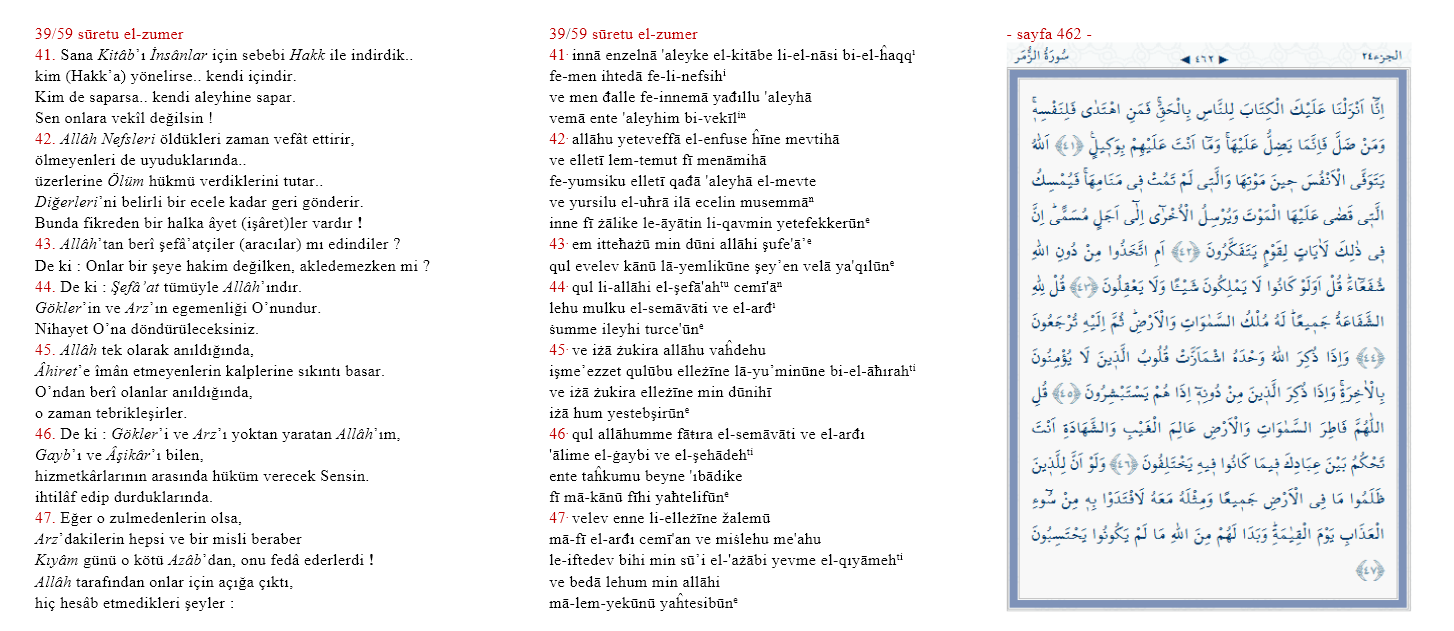 39/59 sūretu el-zumer
41. Sana Kitâb’ı İnsânlar için sebebi Hakk ile indirdik..
kim (Hakk’a) yönelirse.. kendi içindir.
Kim de saparsa.. kendi aleyhine sapar.
Sen onlara vekîl değilsin !
42. Allâh Nefsleri öldükleri zaman vefât ettirir,
ölmeyenleri de uyuduklarında..
üzerlerine Ölüm hükmü verdiklerini tutar..
Diğerleri’ni belirli bir ecele kadar geri gönderir.
Bunda fikreden bir halka âyet (işâret)ler vardır !
43. Allâh’tan berî şefâ’atçiler (aracılar) mı edindiler ?
De ki : Onlar bir şeye hakim değilken, akledemezken mi ?
44. De ki : Şefâ’at tümüyle Allâh’ındır.
Gökler’in ve Arz’ın egemenliği O’nundur.
Nihayet O’na döndürüleceksiniz.
45. Allâh tek olarak anıldığında,
Âhiret’e îmân etmeyenlerin kalplerine sıkıntı basar.
O’ndan berî olanlar anıldığında,
o zaman tebrikleşirler.
46. De ki : Gökler’i ve Arz’ı yoktan yaratan Allâh’ım,
Gayb’ı ve Âşikâr’ı bilen,
hizmetkârlarının arasında hüküm verecek Sensin.
ihtilâf edip durduklarında.
47. Eğer o zulmedenlerin olsa,
Arz’dakilerin hepsi ve bir misli beraber
Kıyâm günü o kötü Azâb’dan, onu fedâ ederlerdi !
Allâh tarafından onlar için açığa çıktı,
hiç hesâb etmedikleri şeyler :
39/59 sūretu el-zumer
41· innā enzelnā 'aleyke el-kitābe li-el-nāsi bi-el-ĥaqqⁱ
fe-men ihtedā fe-li-nefsihⁱ
ve men đalle fe-innemā yađıllu 'aleyhā
vemā ente 'aleyhim bi-vekīlⁱⁿ
42· allāhu yeteveffā el-enfuse ĥīne mevtihā
ve elletī lem-temut fī menāmihā
fe-yumsiku elletī qađā 'aleyhā el-mevte
ve yursilu el-uħrā ilā ecelin musemmāⁿ
inne fī żālike le-āyātin li-qavmin yetefekkerūnᵉ
43· em itteħażū min dūni allāhi şufe'ā’ᵉ
qul evelev kānū lā-yemlikūne şey’en velā ya'qılūnᵉ
44· qul li-allāhi el-şefā'ahᵗᵘ cemī'āⁿ
lehu mulku el-semāvāti ve el-arđⁱ
ṡumme ileyhi turce'ūnᵉ
45· ve iżā żukira allāhu vaĥdehu
işme’ezzet qulūbu elleżīne lā-yu’minūne bi-el-āħırahᵗⁱ
ve iżā żukira elleżīne min dūnihī
iżā hum yestebşirūnᵉ
46· qul allāhumme fāŧıra el-semāvāti ve el-arđı
'ālime el-ġaybi ve el-şehādehᵗⁱ
ente taĥkumu beyne 'ıbādike
fī mā-kānū fīhi yaħtelifūnᵉ
47· velev enne li-elleżīne žalemū
mā-fī el-arđı cemī'an ve miṡlehu me'ahu
le-iftedev bihi min sū’i el-'ażābi yevme el-qıyāmehᵗⁱ
ve bedā lehum min allāhi
mā-lem-yekūnū yaĥtesibūnᵉ
- sayfa 462 -
الجزء٢٤ ◀ ٤٦٢ ▶ سُورَةُ الزُّمَر
اِنَّٓا اَنْزَلْنَا عَلَيْكَ الْكِتَابَ لِلنَّاسِ بِالْحَقِّۚ فَمَنِ اهْتَدٰى فَلِنَفْسِه۪ۚ
وَمَنْ ضَلَّ فَاِنَّمَا يَضِلُّ عَلَيْهَاۚ وَمَٓا اَنْتَ عَلَيْهِمْ بِوَك۪يلٍ۟ ﴿٤١﴾ اَللّٰهُ
يَتَوَفَّى الْاَنْفُسَ ح۪ينَ مَوْتِهَا وَالَّت۪ي لَمْ تَمُتْ ف۪ي مَنَامِهَاۚ فَيُمْسِكُ
الَّت۪ي قَضٰى عَلَيْهَا الْمَوْتَ وَيُرْسِلُ الْاُخْرٰٓى اِلٰٓى اَجَلٍ مُسَمًّىۜ اِنَّ
ف۪ي ذٰلِكَ لَاٰيَاتٍ لِقَوْمٍ يَتَفَكَّرُونَ ﴿٤٢﴾ اَمِ اتَّخَذُوا مِنْ دُونِ اللّٰهِ
شُفَعَٓاءَۜ قُلْ اَوَلَوْ كَانُوا لَا يَمْلِكُونَ شَيْـًٔا وَلَا يَعْقِلُونَ ﴿٤٣﴾ قُلْ لِلّٰهِ
الشَّفَاعَةُ جَم۪يعًاۜ لَهُ مُلْكُ السَّمٰوَاتِ وَالْاَرْضِۜ ثُمَّ اِلَيْهِ تُرْجَعُونَ
﴿٤٤﴾ وَاِذَا ذُكِرَ اللّٰهُ وَحْدَهُ اشْمَاَزَّتْ قُلُوبُ الَّذ۪ينَ لَا يُؤْمِنُونَ
بِالْاٰخِرَةِۚ وَاِذَا ذُكِرَ الَّذ۪ينَ مِنْ دُونِه۪ٓ اِذَا هُمْ يَسْتَبْشِرُونَ ﴿٤٥﴾ قُلِ
اللّٰهُمَّ فَاطِرَ السَّمٰوَاتِ وَالْاَرْضِ عَالِمَ الْغَيْبِ وَالشَّهَادَةِ اَنْتَ
تَحْكُمُ بَيْنَ عِبَادِكَ ف۪يمَا كَانُوا ف۪يهِ يَخْتَلِفُونَ ﴿٤٦﴾ وَلَوْ اَنَّ لِلَّذ۪ينَ
ظَلَمُوا مَا فِي الْاَرْضِ جَم۪يعًا وَمِثْلَهُ مَعَهُ لَافْتَدَوْا بِه۪ مِنْ سُٓوءِ
الْعَذَابِ يَوْمَ الْقِيٰمَةِۜ وَبَدَا لَهُمْ مِنَ اللّٰهِ مَا لَمْ يَكُونُوا يَحْتَسِبُونَ
﴿٤٧﴾